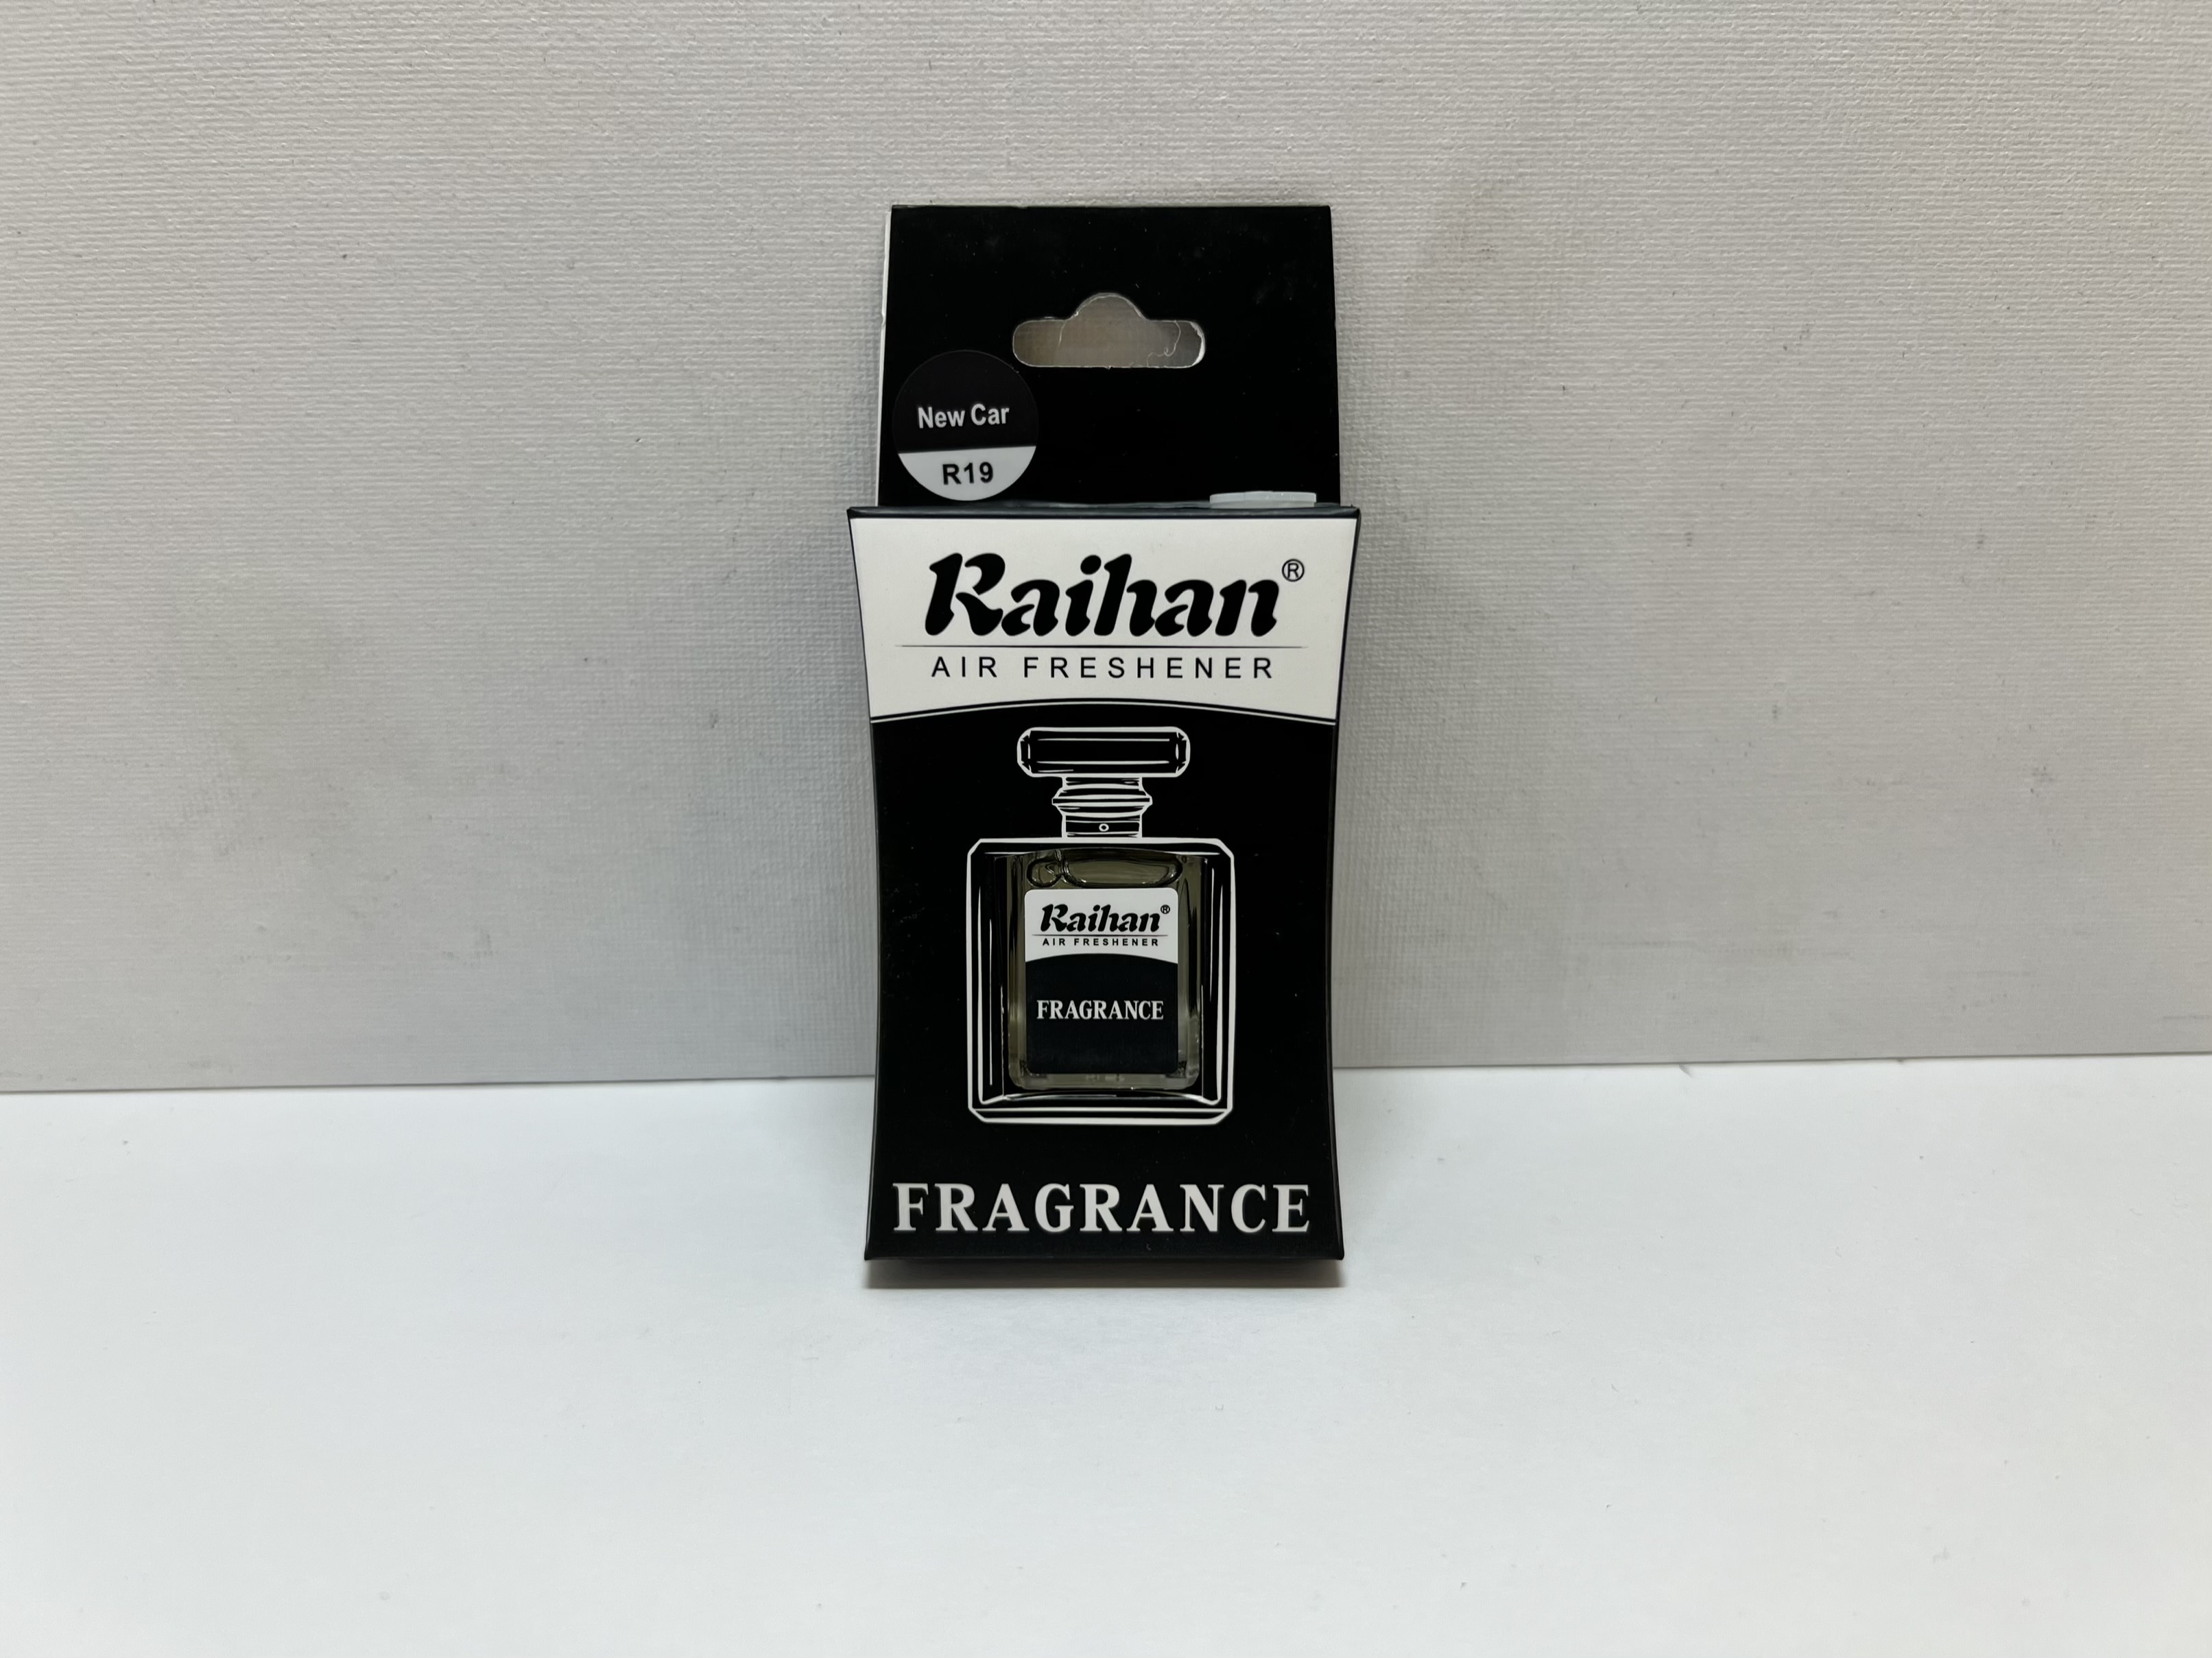 New Car
R19
Raihan®
AIR FRESHENER
Raihan®
AIR FRESHENER
FRAGRANCE
FRAGRANCE